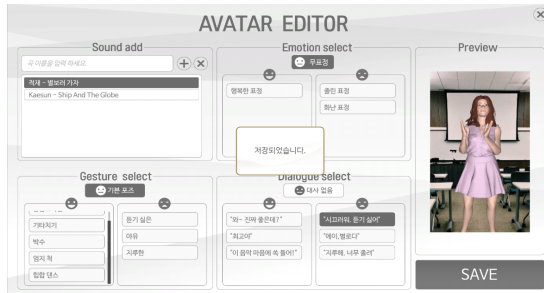 AVATAR EDITOR
Sound add
곡 이름을 입력 하세요.
적재 - 별보러 가자
Kaesun - Ship And The Globe
Emotion select
무표정
행복한 표정
졸린 표정
화난 표정
Preview
저장되었습니다.
Gesture select
기본 포즈
기타치기
박수
엄지 척
힙합 댄스
듣기 싫은
야유
지루한
Dialogue select
대사 없음
"와~ 진짜 좋은데?"
"최고야"
"이 음악 마음에 쏙 들어!"
"시끄러워, 듣기 싫어"
"에이,별로다"
"지루해, 너무 졸려"
SAVE